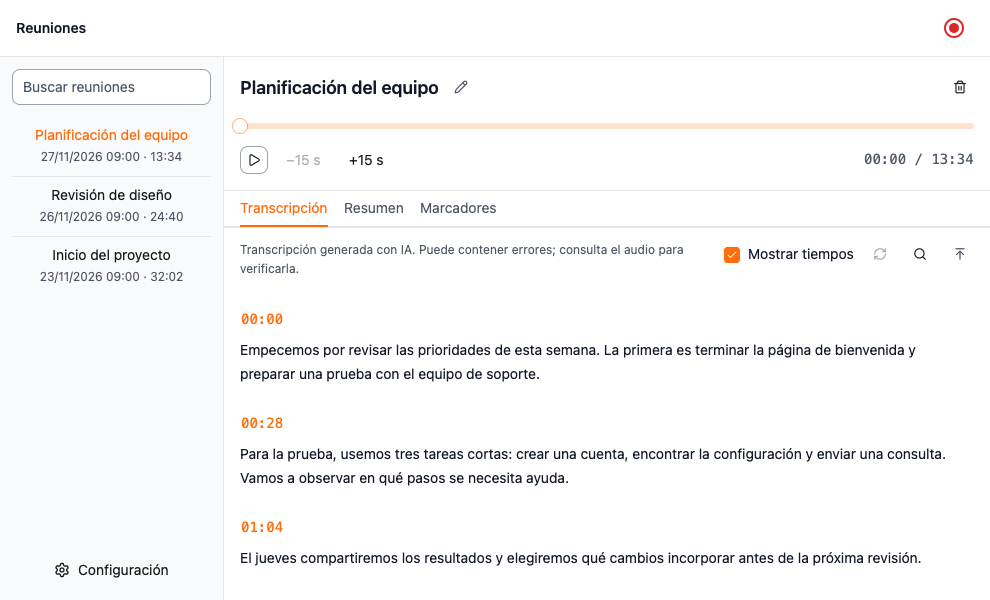 Reuniones
Buscar reuniones
Planificación del equipo
27/11/2026 09:00 · 13:34
Revisión de diseño
26/11/2026 09:00 · 24:40
Inicio del proyecto
23/11/2026 09:00 · 32:02
Configuración
Planificación del equipo
−15 s
+15 s
00:00 / 13:34
Transcripción
Resumen
Marcadores
Transcripción generada con IA. Puede contener errores; consulta el audio para
verificarla.
Mostrar tiempos
00:00
Empecemos por revisar las prioridades de esta semana. La primera es terminar la página de bienvenida y
preparar una prueba con el equipo de soporte.
00:28
Para la prueba, usemos tres tareas cortas: crear una cuenta, encontrar la configuración y enviar una consulta.
Vamos a observar en qué pasos se necesita ayuda.
01:04
El jueves compartiremos los resultados y elegiremos qué cambios incorporar antes de la próxima revisión.